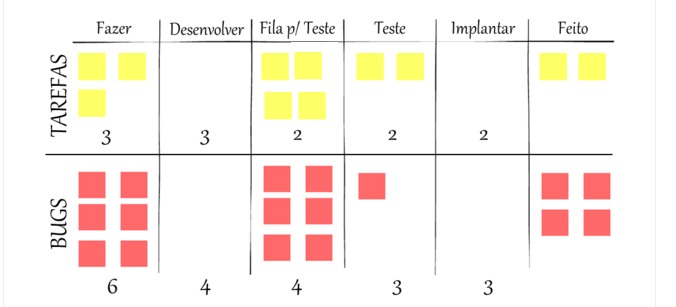 Fazer Desenvolver Fila p/ Teste Teste Implantar Feito
TAREFAS
3 3 2 2 2
BUGS
6 4 4 3 3